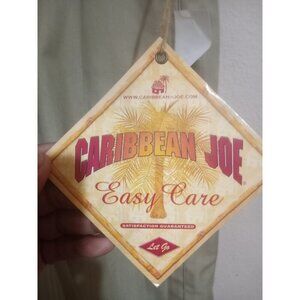 WWW.CARIBBEANJOE.COM
CARIBBEAN JOE®
Easy Care
SATISFACTION GUARANTEED
Let Go